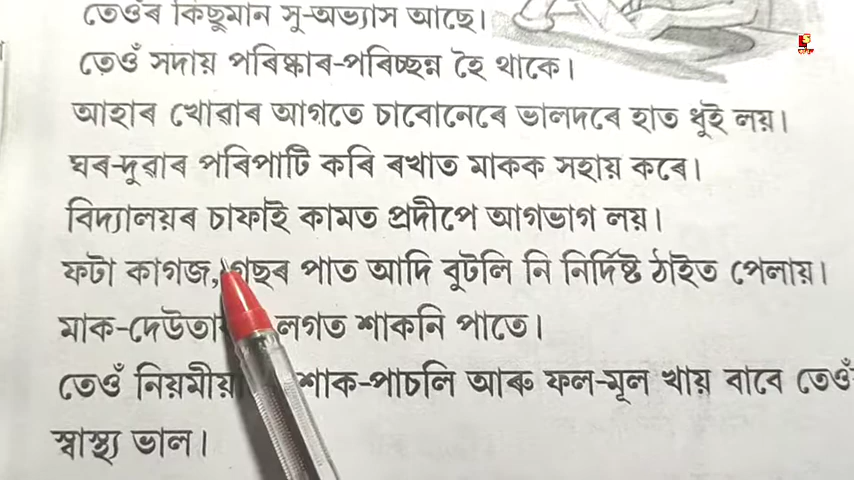 তেওঁৰ কিছুমান সু-অভ্যাস আছে।
তেওঁ সদায় পৰিষ্কাৰ-পৰিচ্ছন্ন হৈ থাকে।
আহাৰ খোৱাৰ আগতে চাবোনেৰে ভালদৰে হাত ধুই লয়।
ঘৰ-দুৱাৰ পৰিপাটি কৰি ৰখাত মাকক সহায় কৰে।
বিদ্যালয়ৰ চাফাই কামত প্ৰদীপে আগভাগ লয়।
ফটা কাগজ, গছৰ পাত আদি বুটলি নি নিৰ্দিষ্ট ঠাইত পেলায়।
লগত শাকনি পাতে।
তেওঁ শাক-পাচলি আৰু ফল-মূল খায় বাবে তেওঁ
স্বাস্থ্য ভাল।